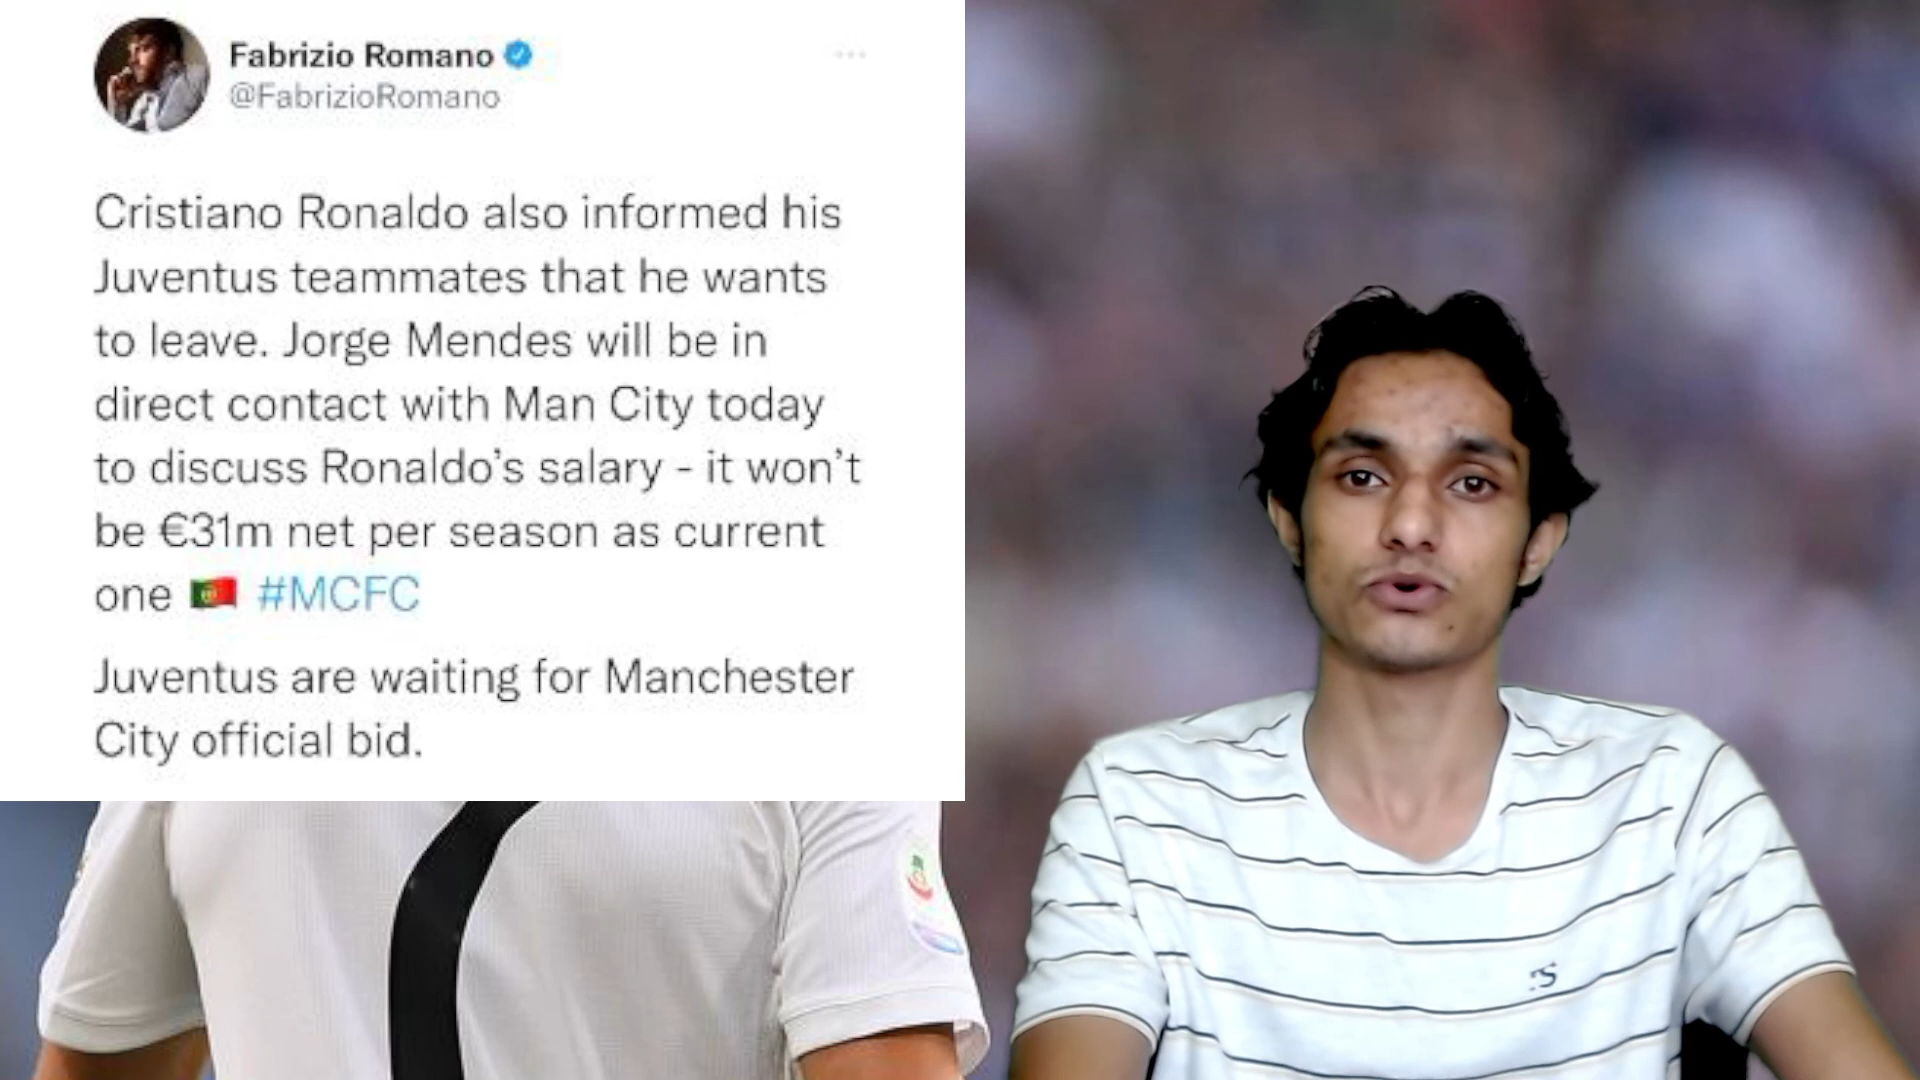 Fabrizio Romano
@FabrizioRomano
Cristiano Ronaldo also informed his
Juventus teammates that he wants
to leave. Jorge Mendes will be in
direct contact with Man City today
to discuss Ronaldo’s salary - it won’t
be €31m net per season as current
one 🇵🇹 #MCFC
Juventus are waiting for Manchester
City official bid.